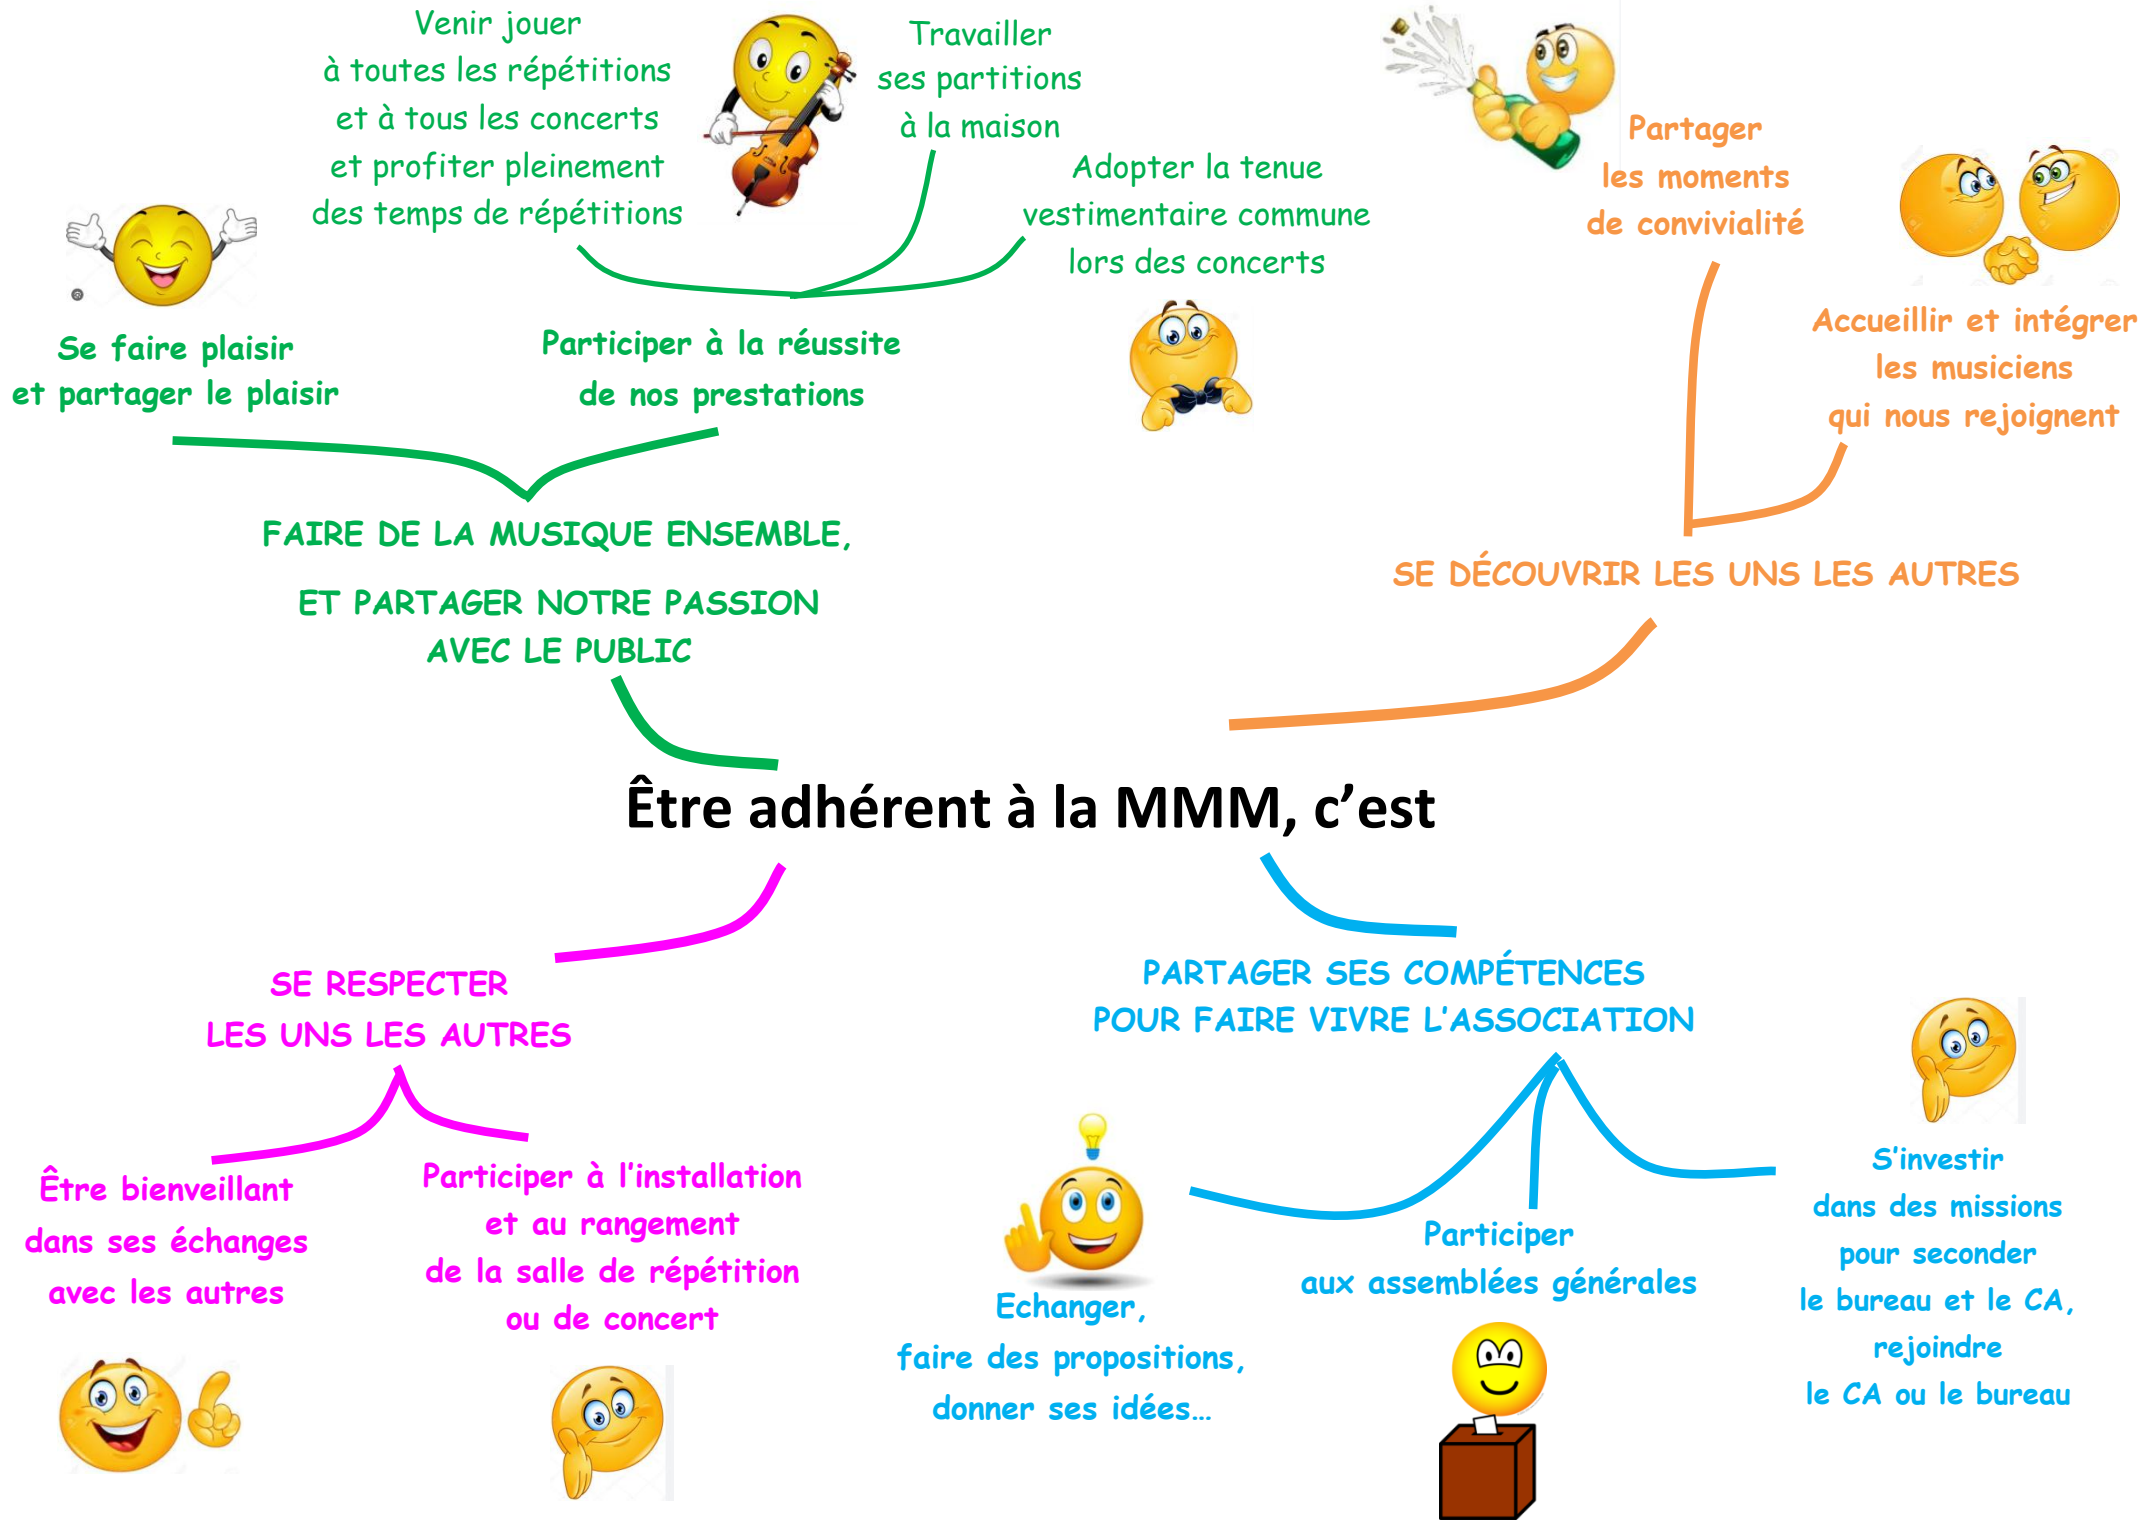 Venir jouer
à toutes les répétitions
et à tous les concerts
et profiter pleinement
des temps de répétitions
Travailler
ses partitions
à la maison
Adopter la tenue
vestimentaire commune
lors des concerts
Se faire plaisir
et partager le plaisir
Participer à la réussite
de nos prestations
FAIRE DE LA MUSIQUE ENSEMBLE,
ET PARTAGER NOTRE PASSION
AVEC LE PUBLIC
Partager
les moments
de convivialité
Accueillir et intégrer
les musiciens
qui nous rejoignent
SE DÉCOUVRIR LES UNS LES AUTRES
Être adhérent à la MMM, c’est
SE RESPECTER
LES UNS LES AUTRES
Être bienveillant
dans ses échanges
avec les autres
Participer à l’installation
et au rangement
de la salle de répétition
ou de concert
PARTAGER SES COMPÉTENCES
POUR FAIRE VIVRE L’ASSOCIATION
Echanger,
faire des propositions,
donner ses idées…
Participer
aux assemblées générales
S’investir
dans des missions
pour seconder
le bureau et le CA,
rejoindre
le CA ou le bureau